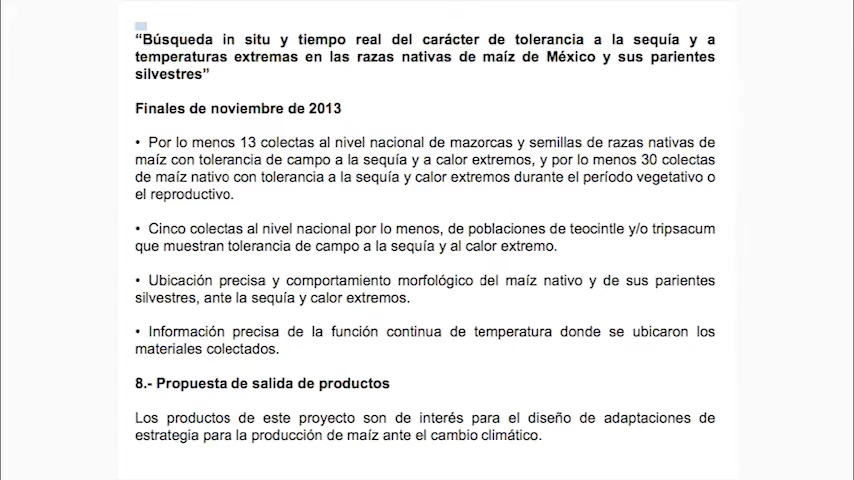 “Búsqueda in situ y tiempo real del carácter de tolerancia a la sequía y a
temperaturas extremas en las razas nativas de maíz de México y sus parientes
silvestres”
Finales de noviembre de 2013
• Por lo menos 13 colectas al nivel nacional de mazorcas y semillas de razas nativas de
maíz con tolerancia de campo a la sequía y a calor extremos, y por lo menos 30 colectas
de maíz nativo con tolerancia a la sequía y calor extremos durante el período vegetativo o
el reproductivo.
• Cinco colectas al nivel nacional por lo menos, de poblaciones de teocintle y/o tripsacum
que muestran tolerancia de campo a la sequía y al calor extremo.
• Ubicación precisa y comportamiento morfológico del maíz nativo y de sus parientes
silvestres, ante la sequía y calor extremos.
• Información precisa de la función continua de temperatura donde se ubicaron los
materiales colectados.
8.- Propuesta de salida de productos
Los productos de este proyecto son de interés para el diseño de adaptaciones de
estrategia para la producción de maíz ante el cambio climático.